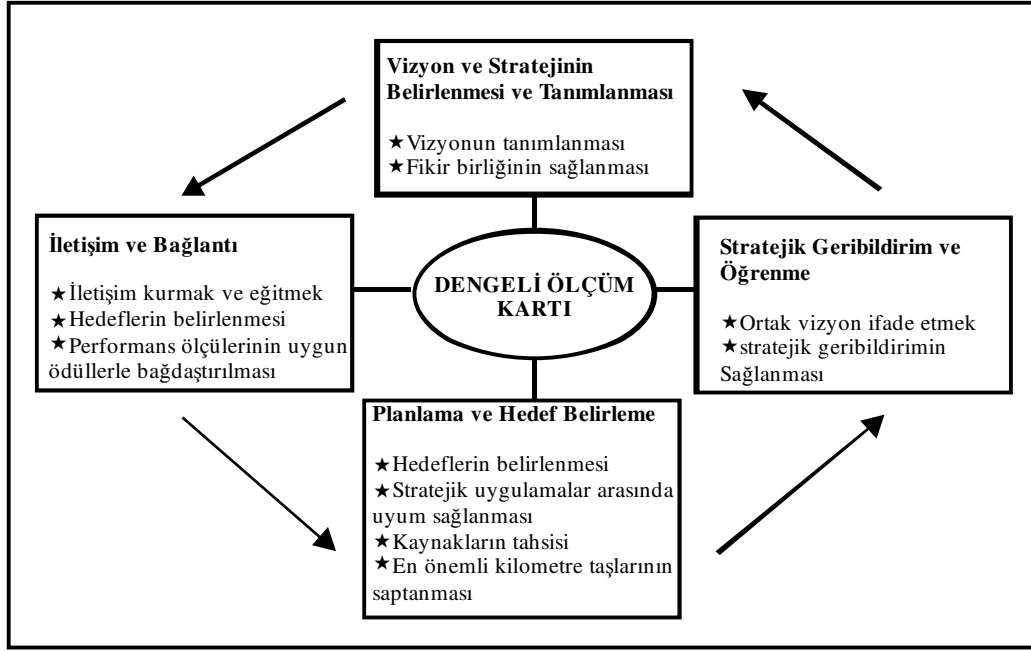 Vizyon ve Stratejinin
Belirlenmesi ve Tanımlanması
★Vizyonun tanımlanması
★Fikir birliğinin sağlanması
İletişim ve Bağlantı
★İletişim kurmak ve eğitmek
★Hedeflerin belirlenmesi
★Performans ölçülerinin uygun
ödüllerle bağdaştırılması
DENGELİ ÖLÇÜM
KARTI
Stratejik Geribildirim ve
Öğrenme
★Ortak vizyon ifade etmek
★stratejik geribildirimin
Sağlanması
Planlama ve Hedef Belirleme
★Hedeflerin belirlenmesi
★Stratejik uygulamalar arasında
uyum sağlanması
★Kaynakların tahsisi
★En önemli kilometre taşlarının
saptanması